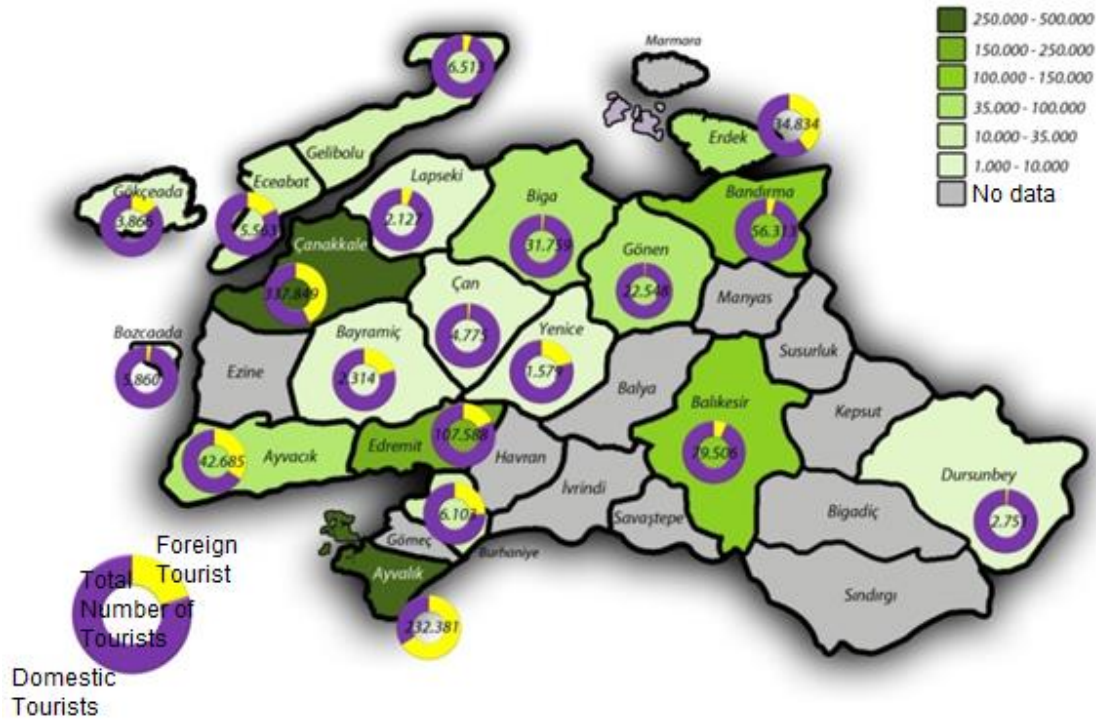 250.000 - 500.000
150.000 - 250.000
100.000 - 150.000
35.000 - 100.000
10.000 - 35.000
1.000 - 10.000
No data
Marmara
6.513
Erdek
34.834
Gelibolu
Eceabat
Lapseki
Gökçeada
3.866
5.563
2.127
Biga
31.759
Bandırma
56.313
Gönen
22.548
Çanakkale
337.849
Çan
4.775
Manyas
Bozcaada
5.860
Ezine
Bayramiç
2.314
Yenice
1.579
Susurluk
Balya
Balıkesir
79.506
Kepsut
42.685
Ayvacık
Edremit
107.588
Havran
İvrindi
Dursunbey
2.751
6.103
Gömeç
Burhaniye
Savaştepe
Bigadiç
Ayvalık
232.381
Sındırgı
Foreign
Tourist
Total
Number of
Tourists
Domestic
Tourists